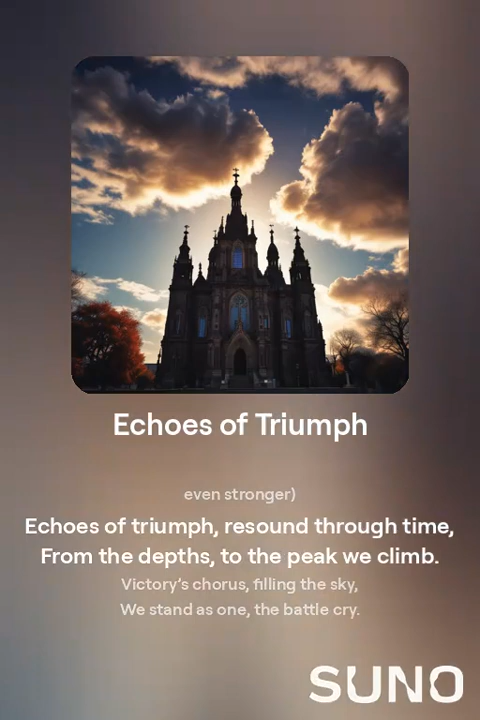 Echoes of Triumph
even stronger)
Echoes of triumph, resound through time,
From the depths, to the peak we climb.
Victory's chorus, filling the sky,
We stand as one, the battle cry.
SUNO